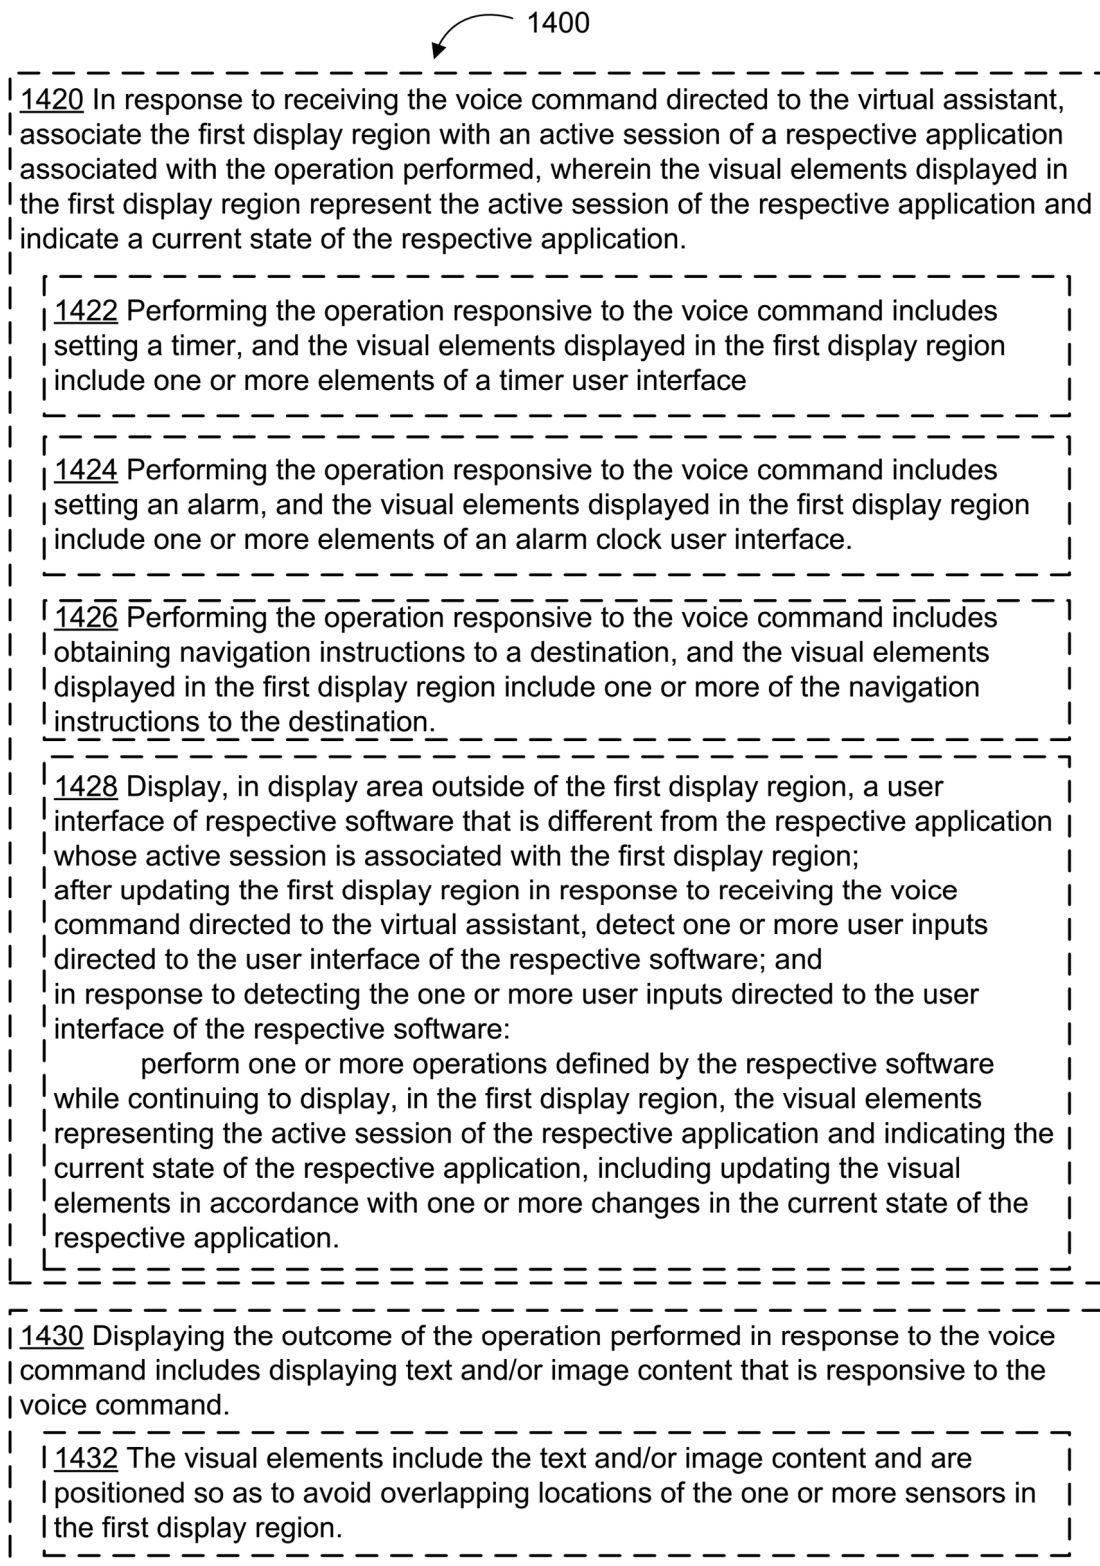 1400
1420 In response to receiving the voice command directed to the virtual assistant,
associate the first display region with an active session of a respective application
associated with the operation performed, wherein the visual elements displayed in
the first display region represent the active session of the respective application and
indicate a current state of the respective application.
1422 Performing the operation responsive to the voice command includes
setting a timer, and the visual elements displayed in the first display region
include one or more elements of a timer user interface
1424 Performing the operation responsive to the voice command includes
setting an alarm, and the visual elements displayed in the first display region
include one or more elements of an alarm clock user interface.
1426 Performing the operation responsive to the voice command includes
obtaining navigation instructions to a destination, and the visual elements
displayed in the first display region include one or more of the navigation
instructions to the destination.
1428 Display, in display area outside of the first display region, a user
interface of respective software that is different from the respective application
whose active session is associated with the first display region;
after updating the first display region in response to receiving the voice
command directed to the virtual assistant, detect one or more user inputs
directed to the user interface of the respective software; and
in response to detecting the one or more user inputs directed to the user
interface of the respective software:
perform one or more operations defined by the respective software
while continuing to display, in the first display region, the visual elements
representing the active session of the respective application and indicating the
current state of the respective application, including updating the visual
elements in accordance with one or more changes in the current state of the
respective application.
1430 Displaying the outcome of the operation performed in response to the voice
command includes displaying text and/or image content that is responsive to the
voice command.
1432 The visual elements include the text and/or image content and are
positioned so as to avoid overlapping locations of the one or more sensors in
the first display region.